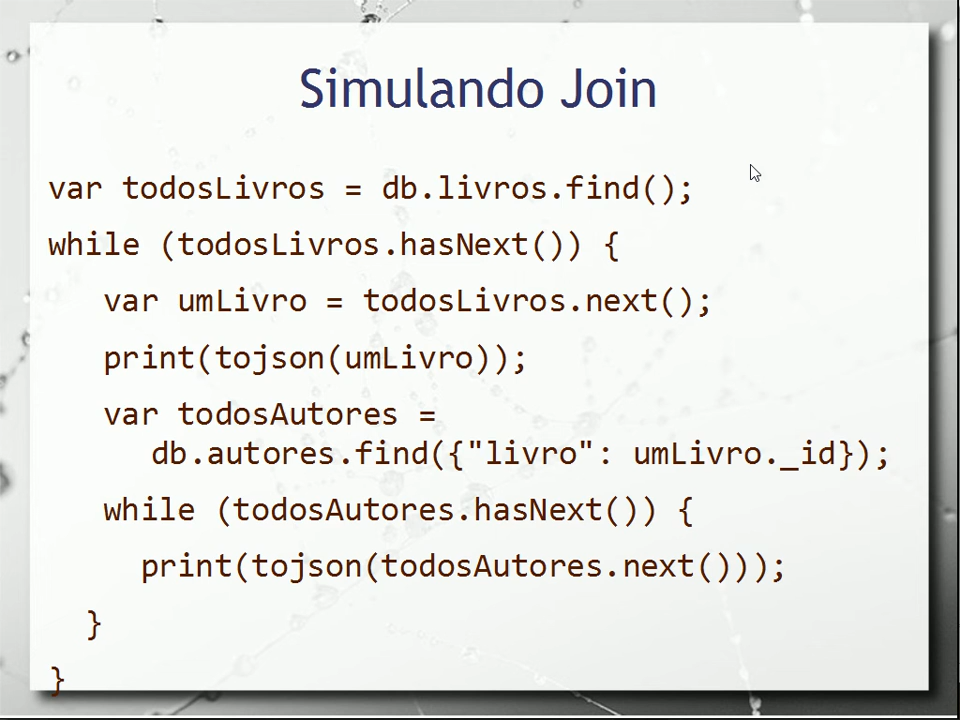 Simulando Join
var todosLivros = db.livros.find();
while (todosLivros.hasNext()) {
var umLivro = todosLivros.next();
print(tojson(umLivro));
var todosAutores =
db.autores.find({"livro": umLivro._id});
while (todosAutores.hasNext()) {
print(tojson(todosAutores.next()));
}
}